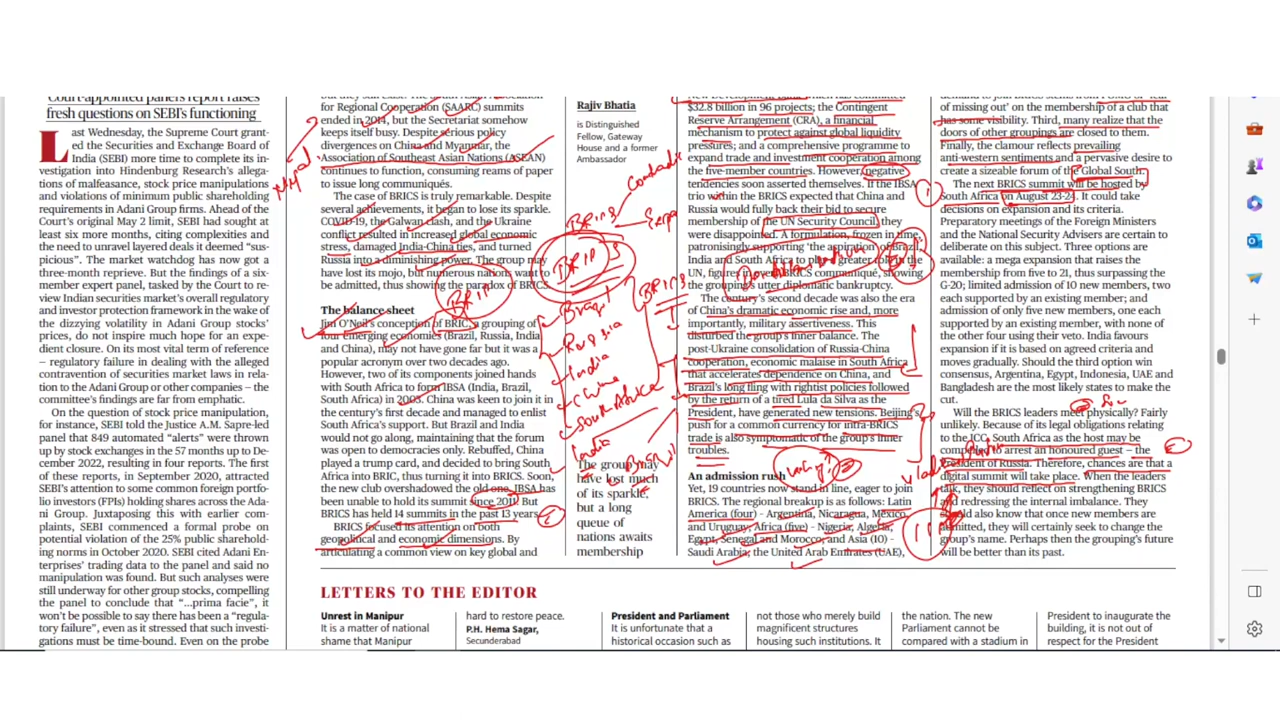 Court-appointed panel's report raises
fresh questions on SEBI's functioning
Last Wednesday, the Supreme Court grant-
ed the Securities and Exchange Board of
India (SEBI) more time to complete its in-
vestigation into Hindenburg Research's allega-
tions of malfeasance, stock price manipulations
and violations of minimum public shareholding
requirements in Adani Group firms. Ahead of the
Court's original May 2 limit, SEBI had sought at
least six more months, citing complexities and
the need to unravel layered deals it deemed "sus-
picious". The market watchdog has now got a
three-month reprieve. But the findings of a six-
member expert panel, tasked by the Court to re-
view Indian securities market's overall regulatory
and investor protection framework in the wake of
the dizzying volatility in Adani Group stocks'
prices, do not inspire much hope for an expe-
dient closure. On its most vital term of reference
– regulatory failure in dealing with the alleged
contravention of securities market laws in rela-
tion to the Adani Group or other companies – the
committee's findings are far from emphatic.
On the question of stock price manipulation,
for instance, SEBI told the Justice A.M. Sapre-led
panel that 849 automated "alerts" were thrown
up by stock exchanges in the 57 months up to De-
cember 2022, resulting in four reports. The first
of these reports, in September 2020, attracted
SEBI's attention to some common foreign portfo-
lio investors (FPIs) holding shares across the Ada-
ni Group. Juxtaposing this with earlier com-
plaints, SEBI commenced a formal probe on
potential violation of the 25% public sharehold-
ing norms in October 2020. SEBI cited Adani En-
terprises' trading data to the panel and said no
manipulation was found. But such analyses were
still underway for other group stocks, compelling
the panel to conclude that "...prima facie", it
won't be possible to say there has been a "regula-
tory failure", even as it stressed that such investi-
gations must be time-bound. Even on the probe
for Regional Cooperation (SAARC) summits
ended in 2014, but the Secretariat somehow
keeps itself busy. Despite serious policy
divergences on China and Myanmar, the
Association of Southeast Asian Nations (ASEAN)
continues to function, consuming reams of paper
to issue long communiqués.
The case of BRICS is truly remarkable. Despite
several achievements, it began to lose its sparkle.
COVID-19, the Galwan clash, and the Ukraine
conflict resulted in increased global economic
stress, damaged India-China ties, and turned
Russia into a diminishing power. The group may
have lost its mojo, but numerous nations want to
be admitted, thus showing the paradox of BRICS.
The balance sheet
Jim O'Neil's conception of BRIC, a grouping of
four emerging economies (Brazil, Russia, India
and China), may not have gone far but it was a
popular acronym over two decades ago.
However, two of its components joined hands
with South Africa to form IBSA (India, Brazil,
South Africa) in 2003. China was keen to join it in
the century's first decade and managed to enlist
South Africa's support. But Brazil and India
would not go along, maintaining that the forum
was open to democracies only. Rebuffed, China
played a trump card, and decided to bring South
Africa into BRIC, thus turning it into BRICS. Soon,
the new club overshadowed the old one. IBSA has
been unable to hold its summit since 2011. But
BRICS has held 14 summits in the past 13 years.
BRICS focused its attention on both
geopolitical and economic dimensions. By
articulating a common view on key global and
Rajiv Bhatia
is Distinguished
Fellow, Gateway
House and a former
Ambassador
BRICS
Brazil
Russia
India
China
South Africa
India
Brazil
The group may
have lost much
of its sparkle
but a long
queue of
nations awaits
membership
$32.8 billion in 96 projects; the Contingent
Reserve Arrangement (CRA), a financial
mechanism to protect against global liquidity
pressures; and a comprehensive programme to
expand trade and investment cooperation among
the five-member countries. However, negative
tendencies soon asserted themselves. If the IBSA
trio within the BRICS expected that China and
Russia would fully back their bid to secure
membership of the UN Security Council, they
were disappointed. A formulation, frozen in time,
patronisingly supporting 'the aspiration of Brazil,
India and South Africa to play greater roles in the
UN, figured in every BRICS communiqué, showing
the grouping's utter diplomatic bankruptcy.
The century's second decade was also the era
of China's dramatic economic rise and, more
importantly, military assertiveness. This
disturbed the group's inner balance. The
post-Ukraine consolidation of Russia-China
cooperation, economic malaise in South Africa
that accelerates dependence on China, and
Brazil's long fling with rightist policies followed
by the return of a tired Lula da Silva as the
President, have generated new tensions. Beijing's
push for a common currency for intra-BRICS
trade is also symptomatic of the group's inner
troubles.
An admission rush
Yet, 19 countries now stand in line, eager to join
BRICS. The regional breakup is as follows: Latin
America (four) - Argentina, Nicaragua, Mexico,
and Uruguay; Africa (five) - Nigeria, Algeria,
Egypt, Senegal and Morocco; and Asia (10) -
Saudi Arabia, the United Arab Emirates (UAE),
of missing out' on the membership of a club that
has some visibility. Third, many realise that the
doors of other groupings are closed to them.
Finally, the clamour reflects prevailing
anti-western sentiments and a pervasive desire to
create a sizeable forum of the Global South.
The next BRICS summit will be hosted by
South Africa on August 23-24. It could take
decisions on expansion and its criteria.
Preparatory meetings of the Foreign Ministers
and the National Security Advisers are certain to
deliberate on this subject. Three options are
available: a mega expansion that raises the
membership from five to 21, thus surpassing the
G-20; limited admission of 10 new members, two
each supported by an existing member; and
admission of only five new members, each one
supported by an existing member, with none of
the other four using their veto. India favours
expansion if it is based on agreed criteria and
moves gradually. Should the third option win
consensus, Argentina, Egypt, Indonesia, UAE and
Bangladesh are the most likely states to make the
cut.
Will the BRICS leaders meet physically? Fairly
unlikely. Because of its legal obligations relating
to the ICC, South Africa as the host may be
compelled to arrest an honoured guest – the
President of Russia. Therefore, chances are that a
digital summit will take place. When the leaders
talk, they should reflect on strengthening BRICS
and redressing the internal imbalance. They
should also know that once new members are
admitted, they will certainly seek to change the
group's name. Perhaps then the grouping's future
will be better than its past.
LETTERS TO THE EDITOR
Unrest in Manipur
It is a matter of national
shame that Manipur
hard to restore peace.
P.H. Hema Sagar,
Secunderabad
President and Parliament
It is unfortunate that a
historical occasion such as
not those who merely build
magnificent structures
housing such institutions. It
the nation. The new
Parliament cannot be
compared with a stadium in
President to inaugurate the
building, it is not out of
respect for the President